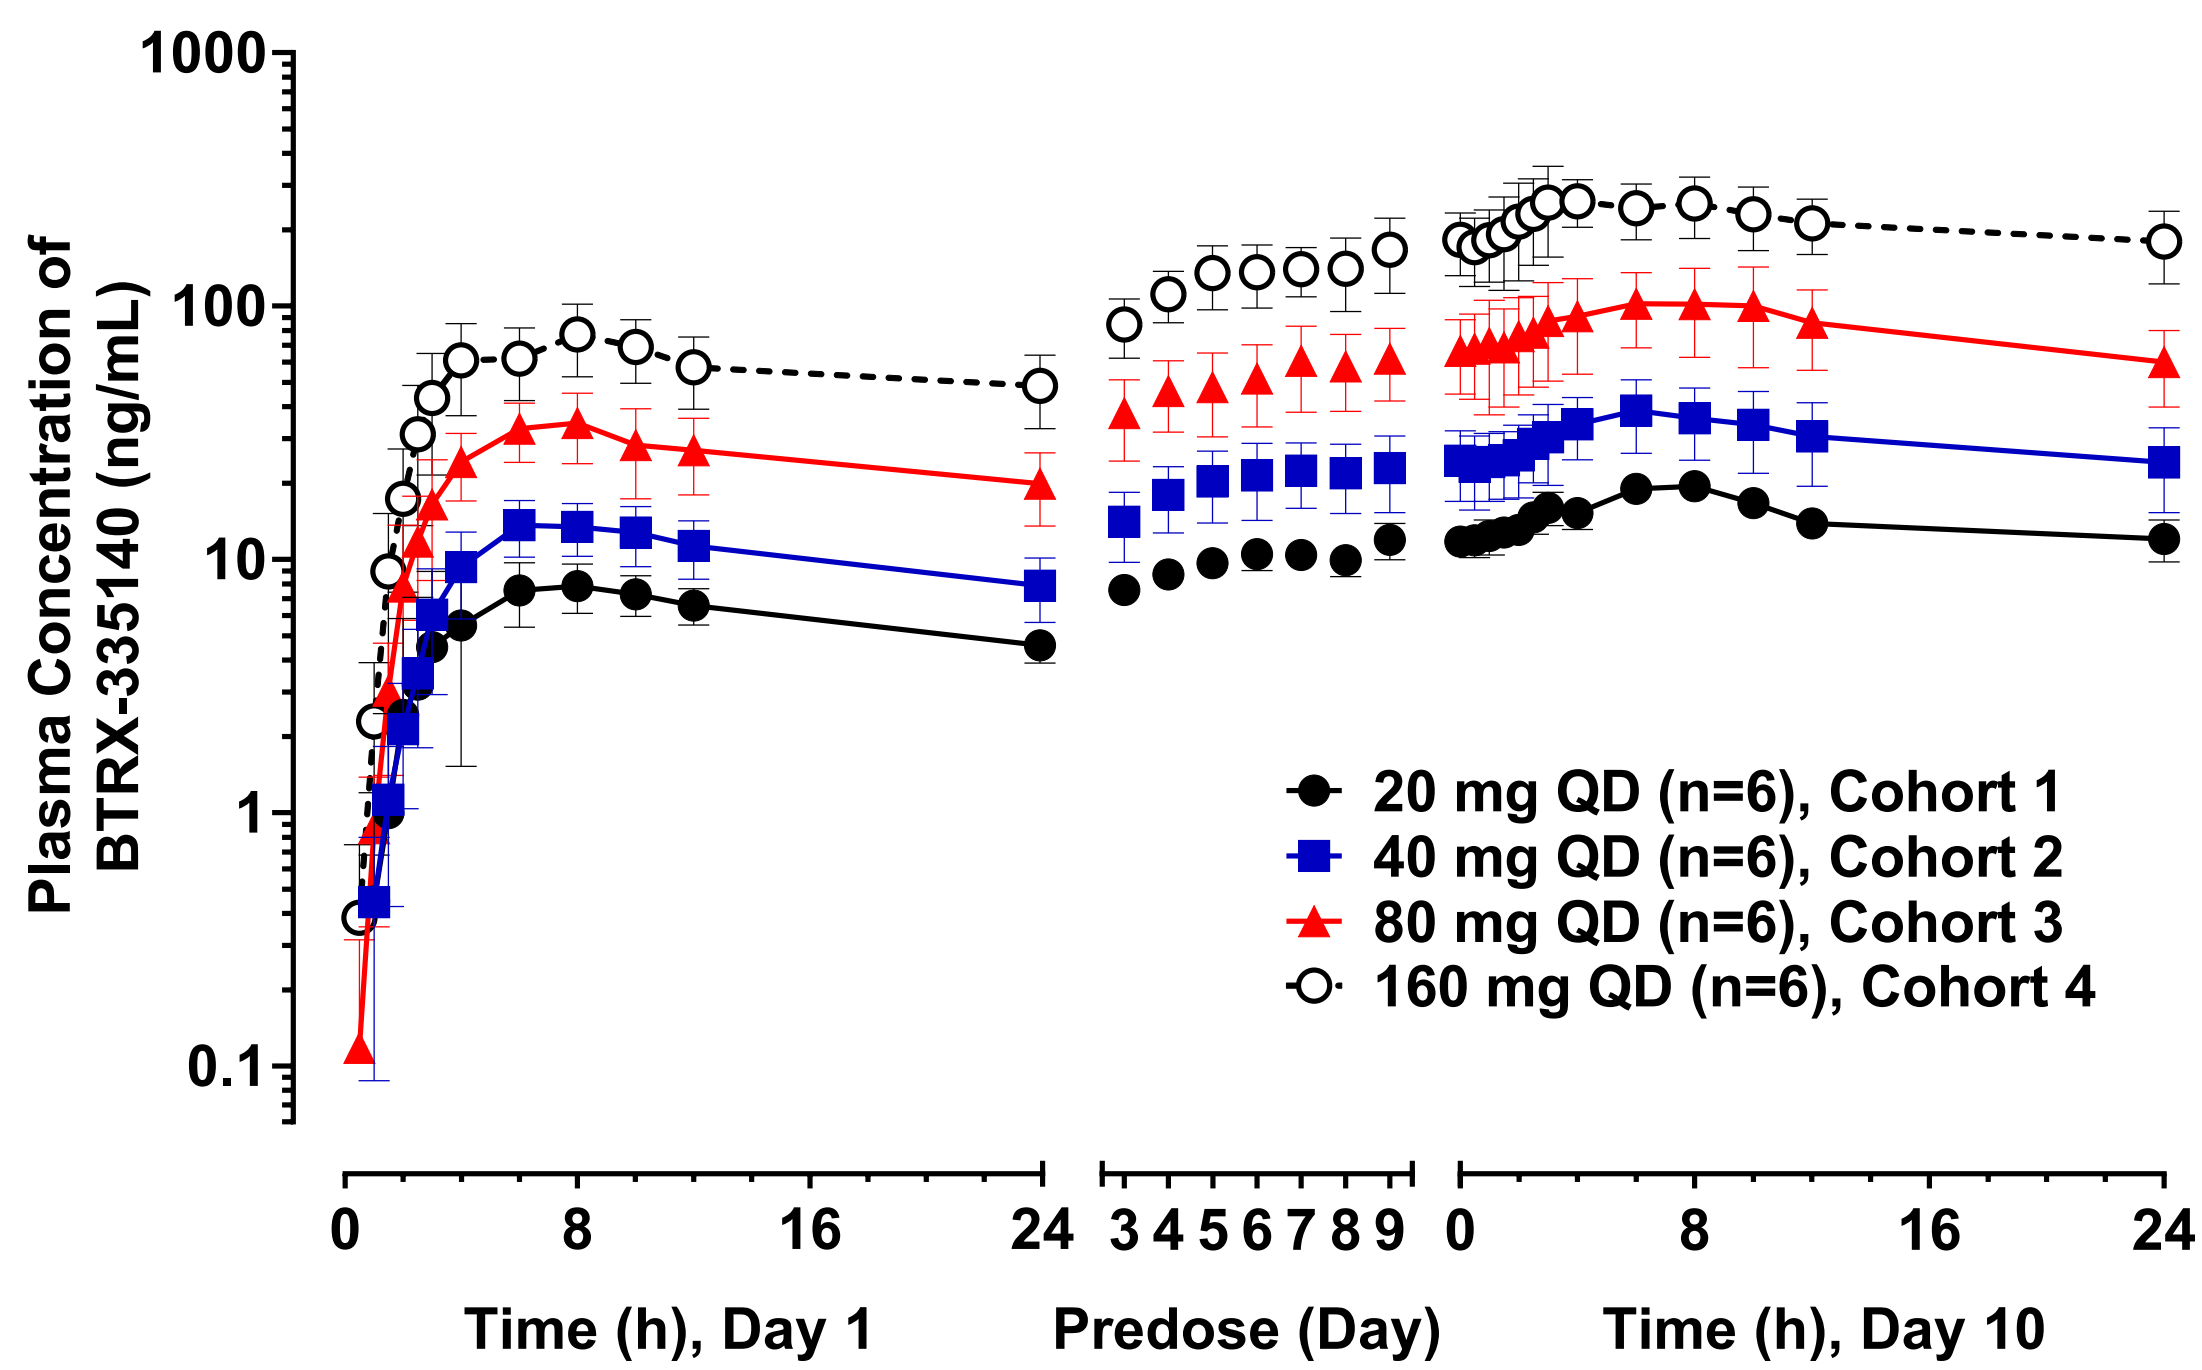 Plasma Concentration of
BTRX-335140 (ng/mL)
1000
100
10
1
0.1
20 mg QD (n=6), Cohort 1
40 mg QD (n=6), Cohort 2
80 mg QD (n=6), Cohort 3
160 mg QD (n=6), Cohort 4
0 8 16 24 3 4 5 6 7 8 9 0 8 16 24
Time (h), Day 1 Predose (Day) Time (h), Day 10